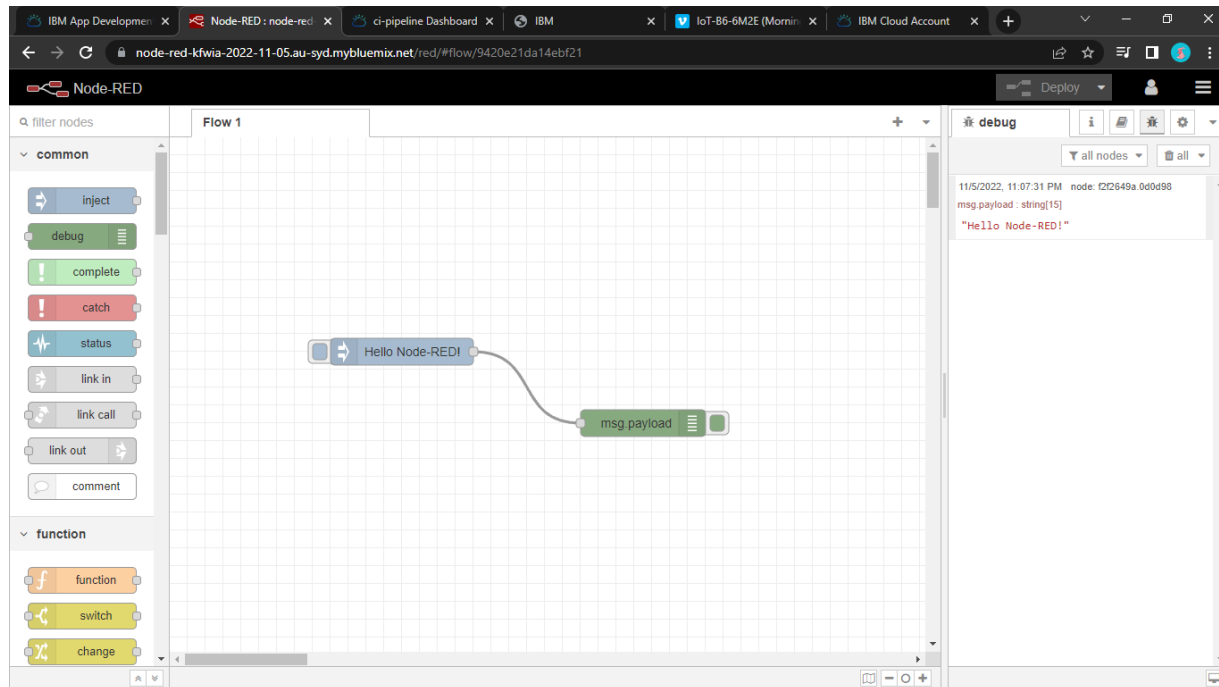 IBM App Developmen
Node-RED : node-red-
ci-pipeline Dashboard
IBM
IoT-B6-6M2E (Mornin
IBM Cloud Account
node-red-kfwia-2022-11-05.au-syd.mybluemix.net/red/#flow/9420e21da14ebf21
Node-RED
Deploy
filter nodes
Flow 1
debug
i
common
all nodes
all
inject
debug
complete
catch
status
link in
link call
link out
comment
function
function
switch
change
Hello Node-RED!
msg.payload
11/5/2022, 11:07:31 PM node: f2f2649a.0d0d98
msg.payload : string[15]
"Hello Node-RED!"